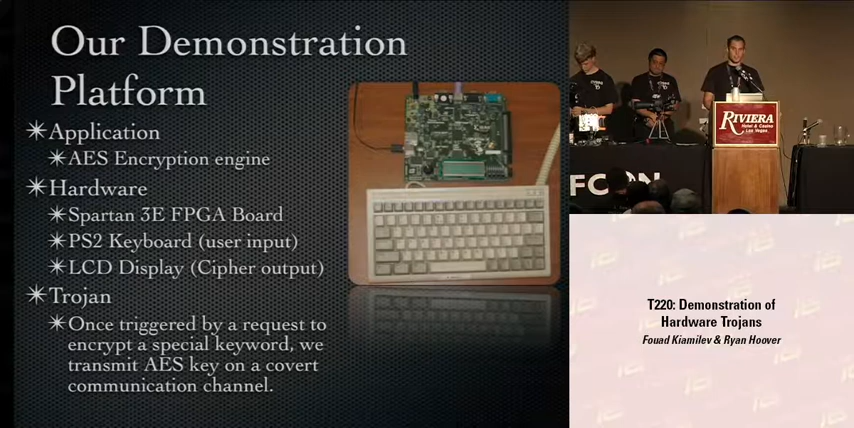 Our Demonstration
Platform
Application
AES Encryption engine
Hardware
Spartan 3E FPGA Board
PS2 Keyboard (user input)
LCD Display (Cipher output)
Trojan
Once triggered by a request to
encrypt a special keyword, we
transmit AES key on a covert
communication channel.
RIVIERA
Hotel & Casino
Las Vegas
FCON
T220: Demonstration of
Hardware Trojans
Fouad Kiamilev & Ryan Hoover